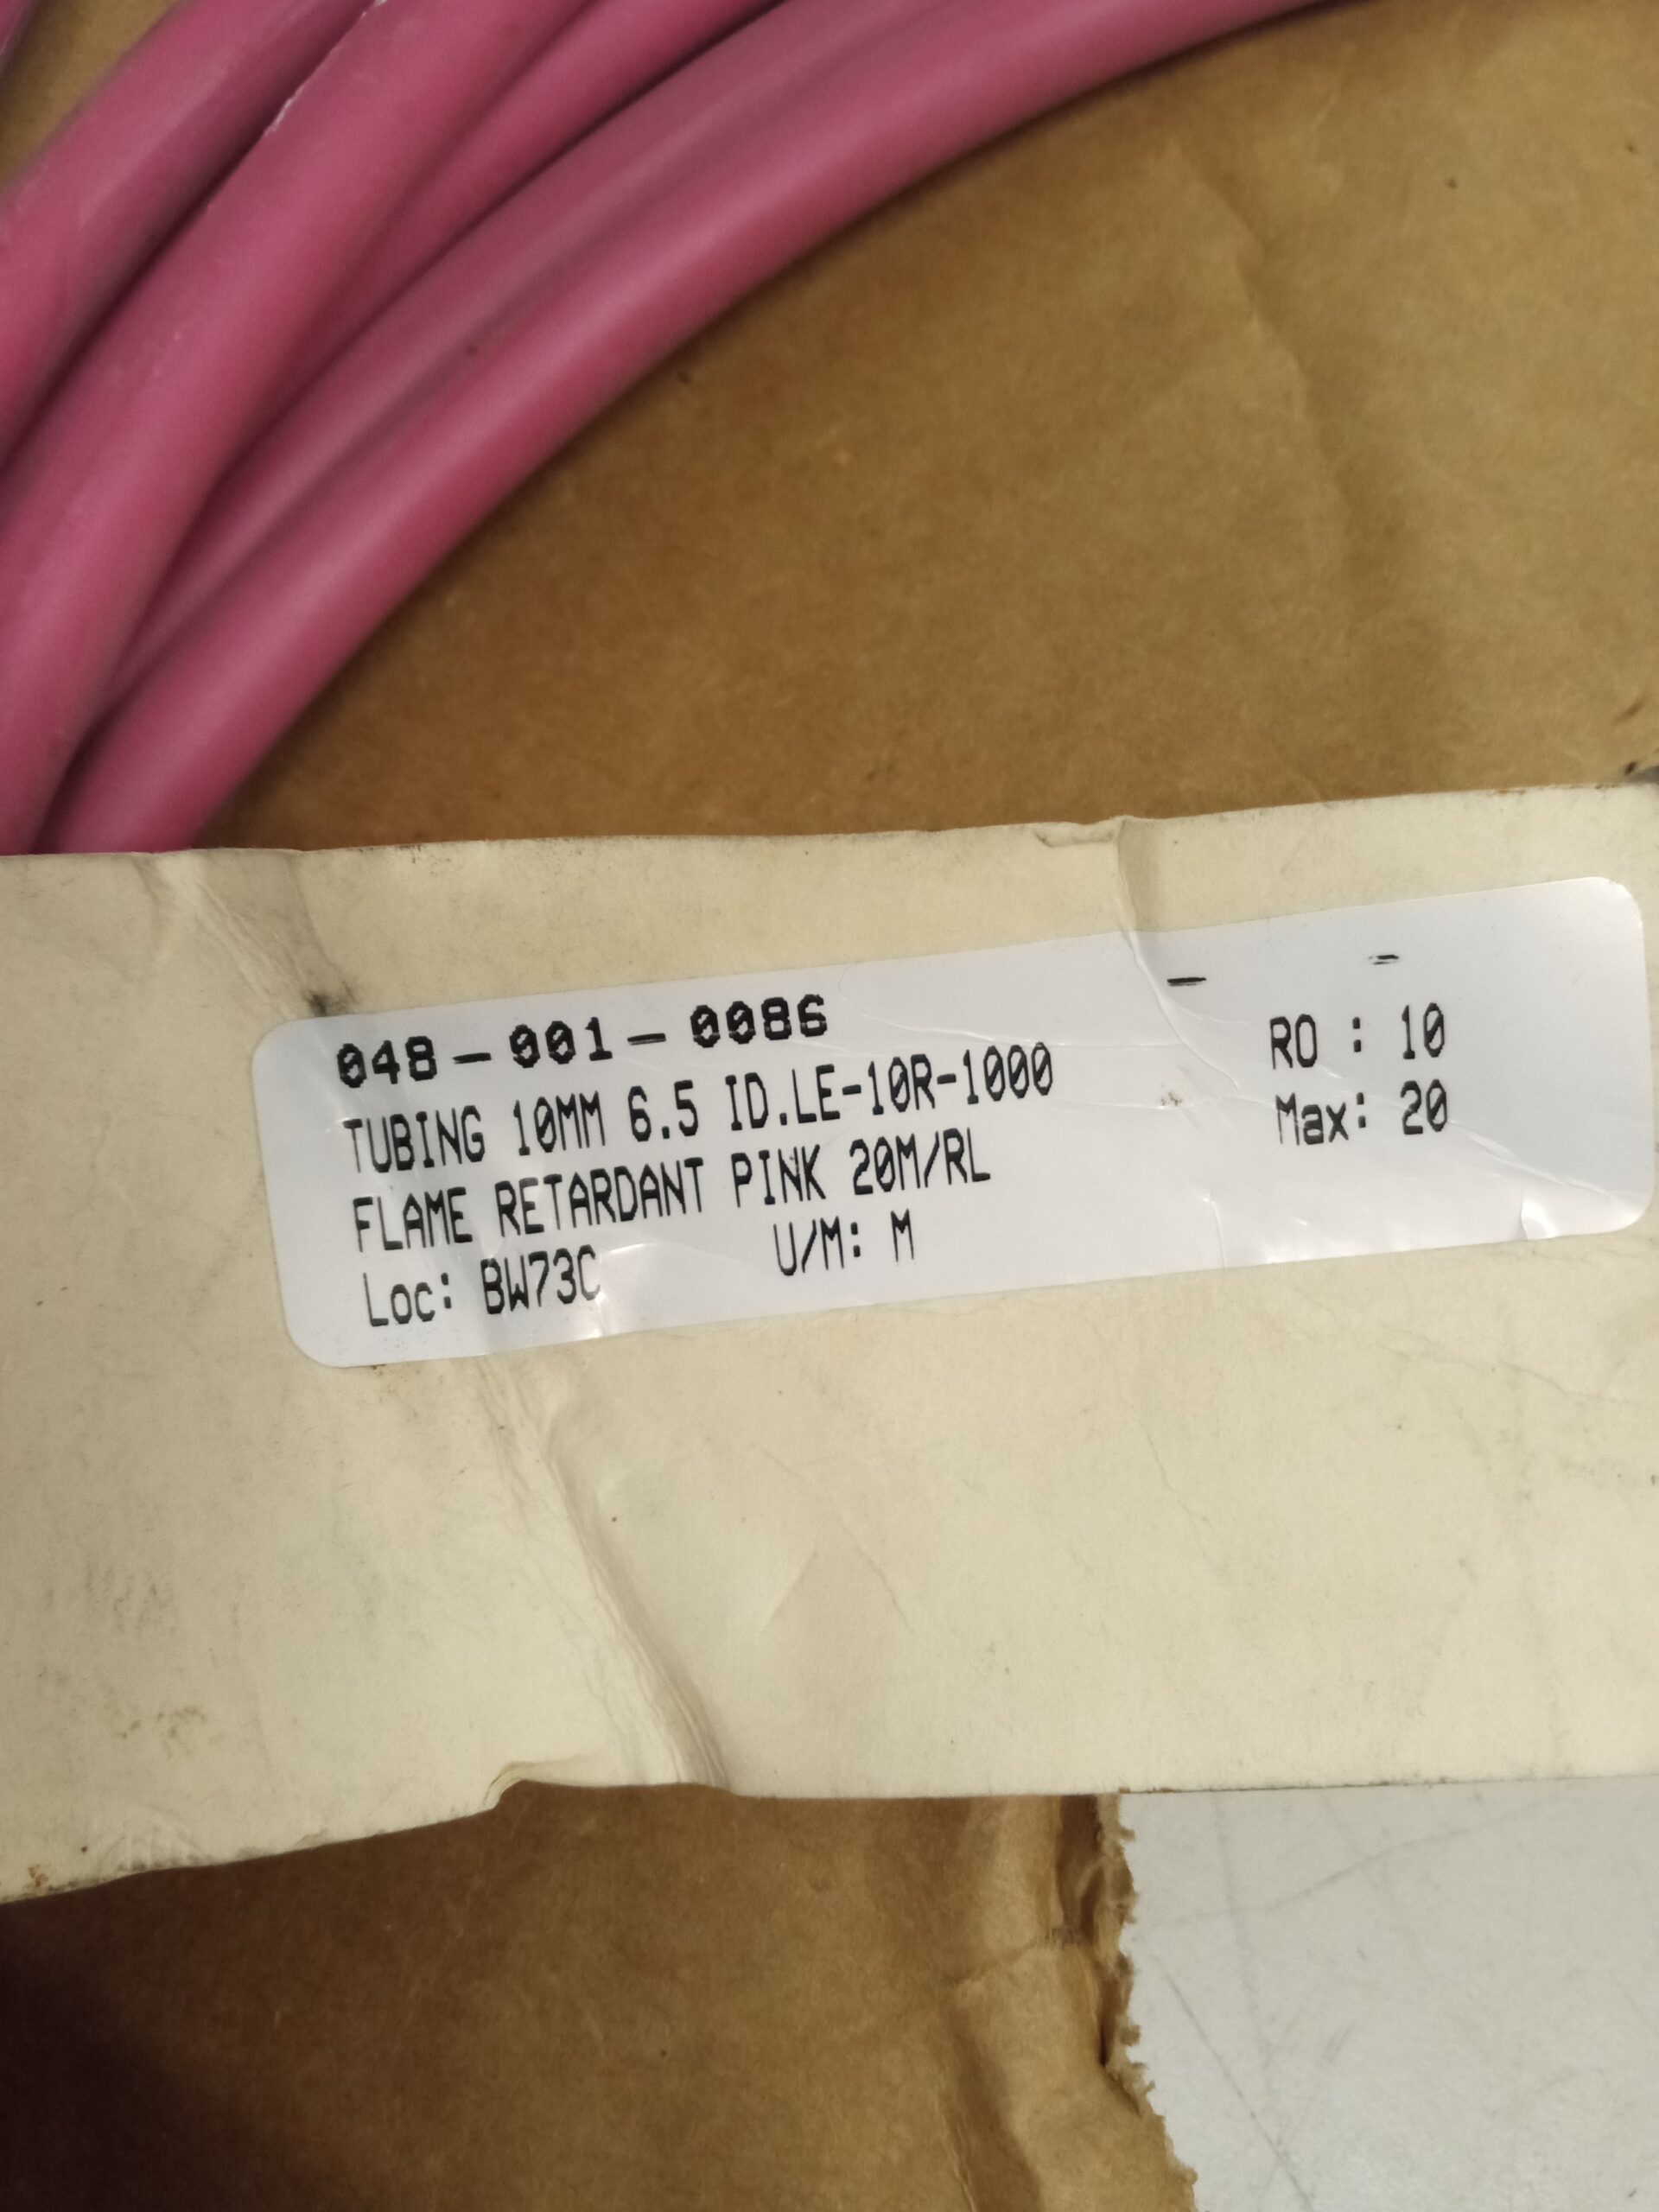 048-001-0086
TUBING 10MM 6.5 ID.LE-10R-1000
FLAME RETARDANT PINK 20M/RL
Loc: BW73C U/M: M
- -
RO : 10
Max: 20